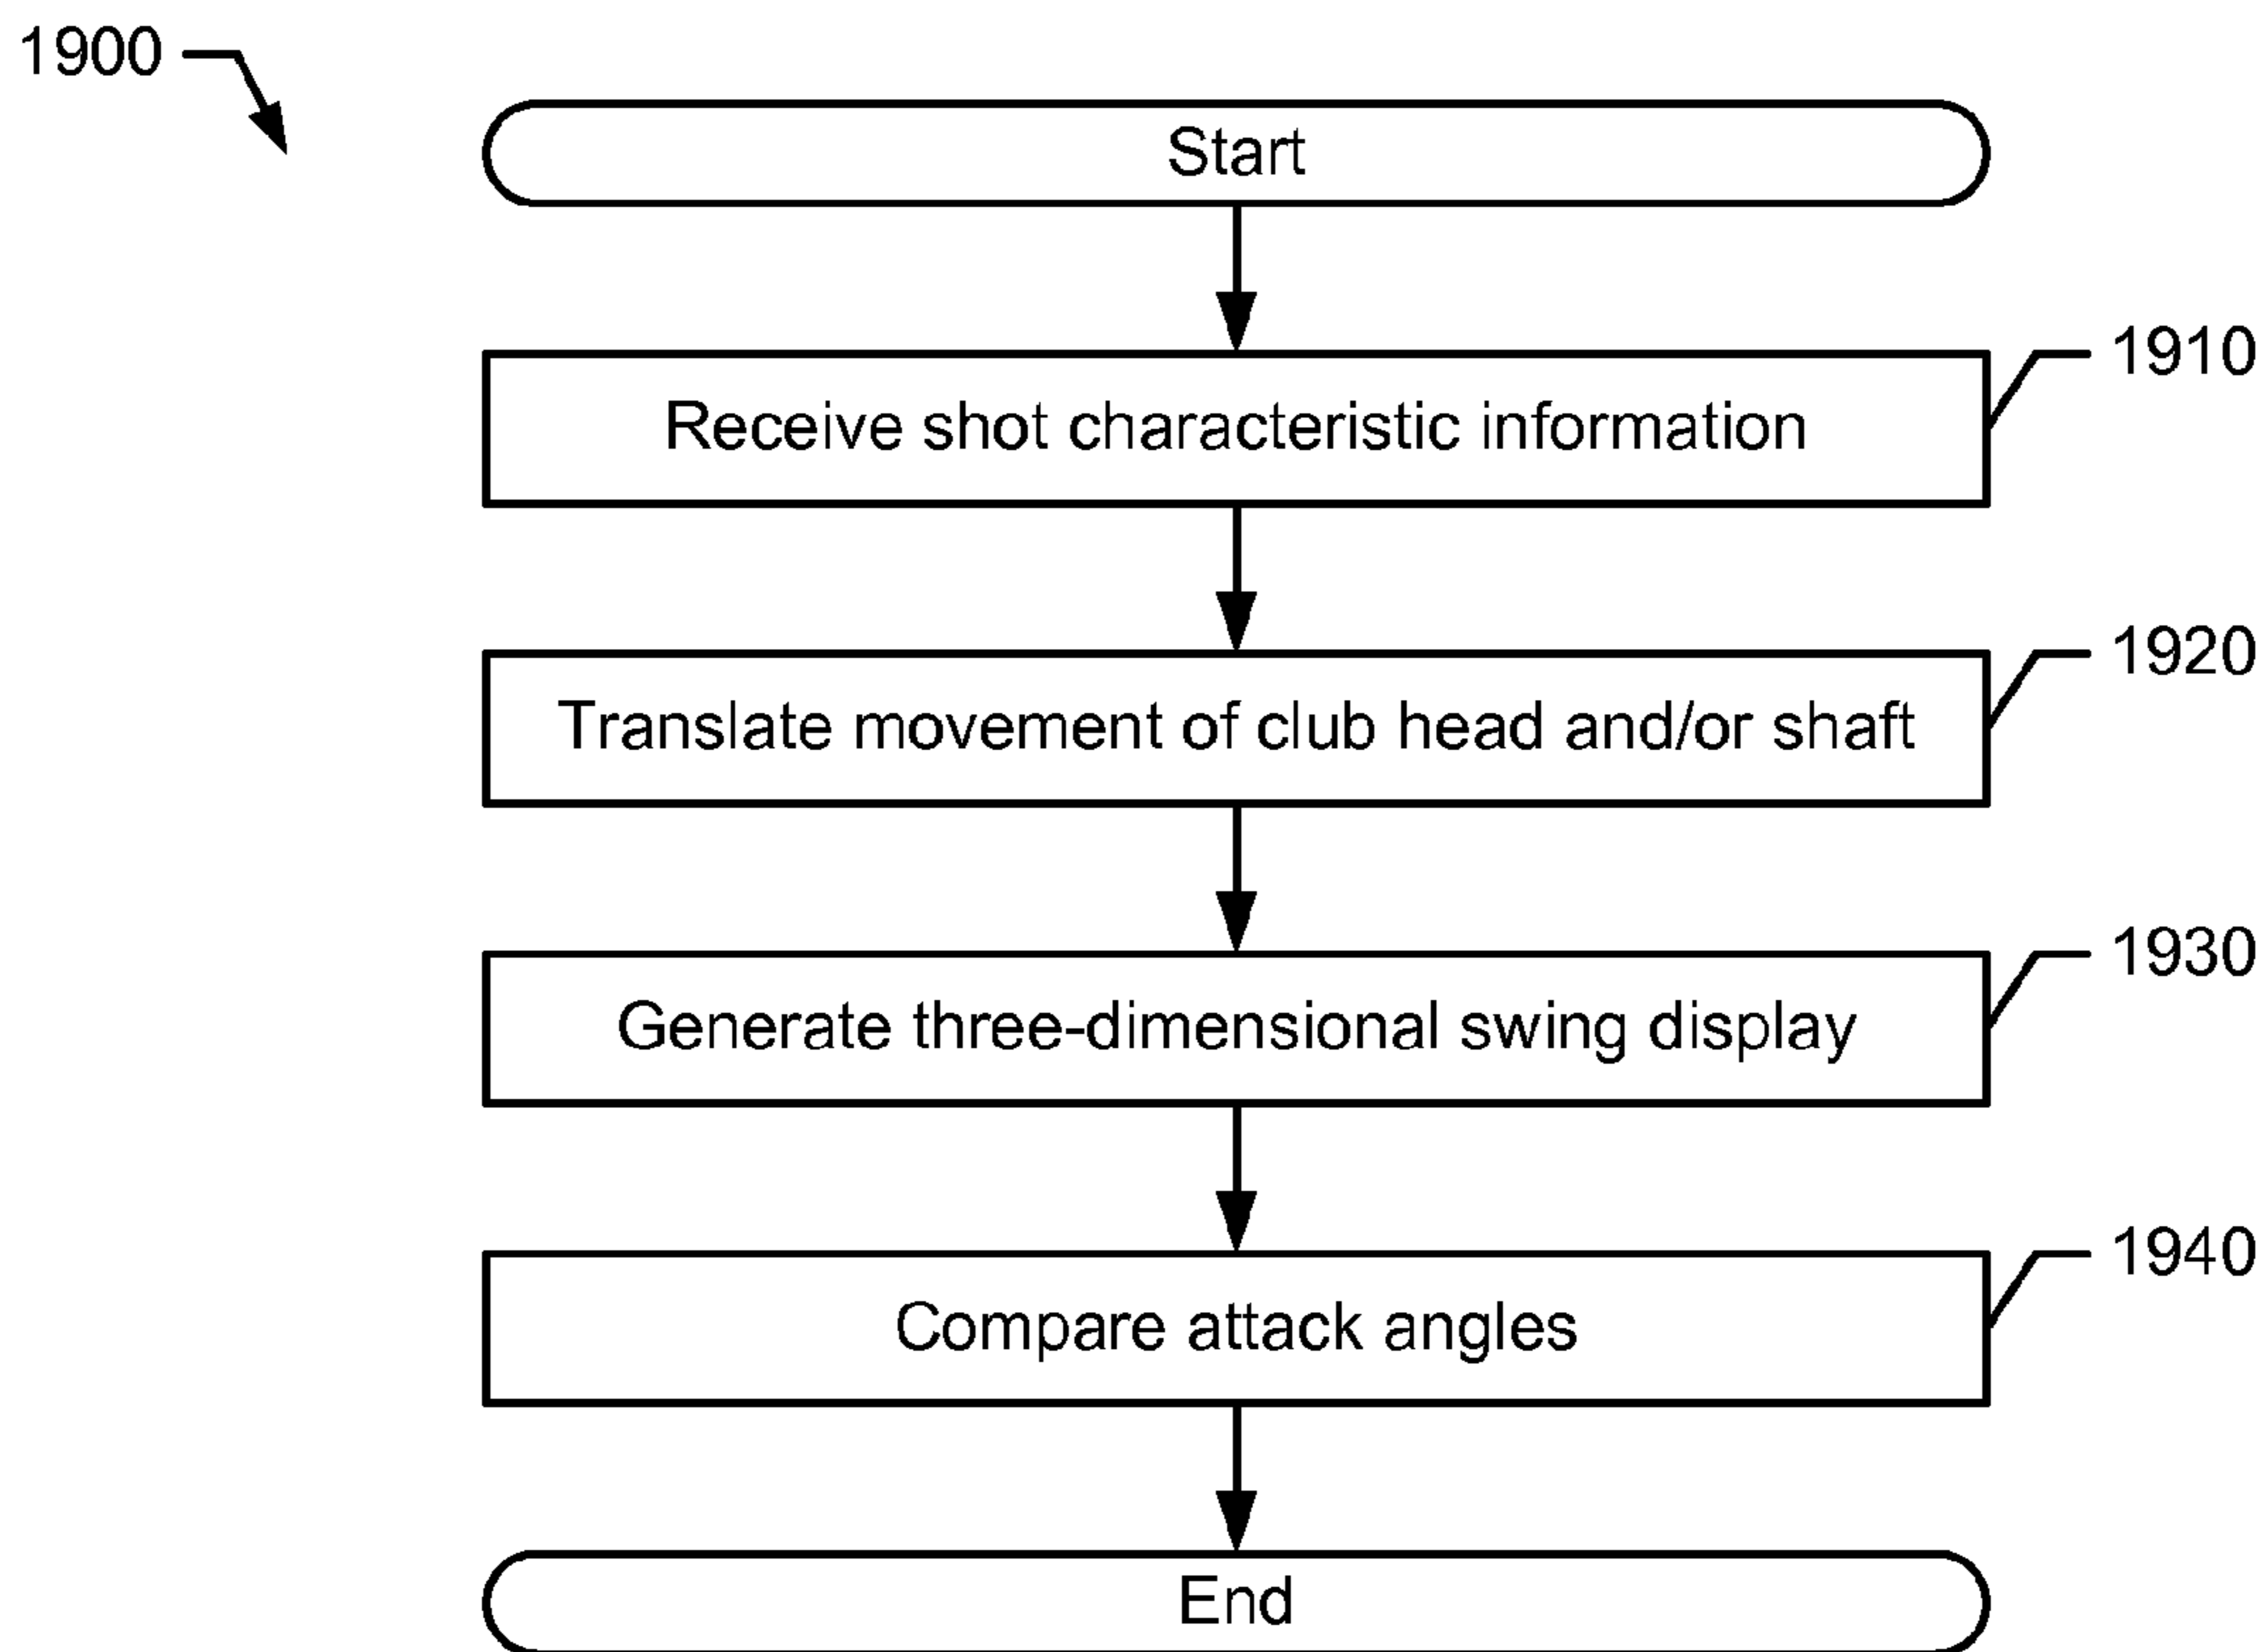 1900
Start
Receive shot characteristic information
1910
Translate movement of club head and/or shaft
1920
Generate three-dimensional swing display
1930
Compare attack angles
1940
End